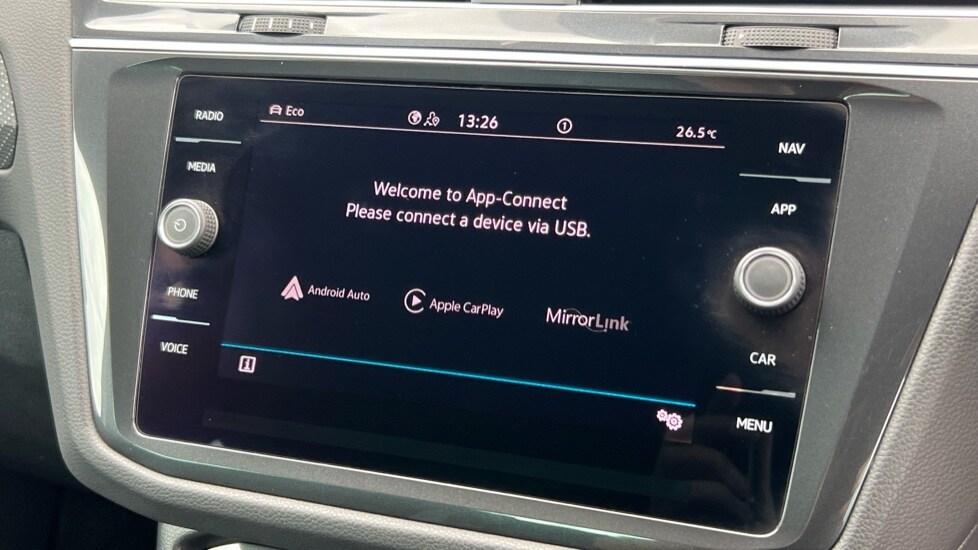 RADIO
MEDIA
PHONE
VOICE
Eco
13:26
1
26.5°C
Welcome to App-Connect
Please connect a device via USB.
Android Auto
Apple CarPlay
MirrorLink
i
NAV
APP
CAR
MENU